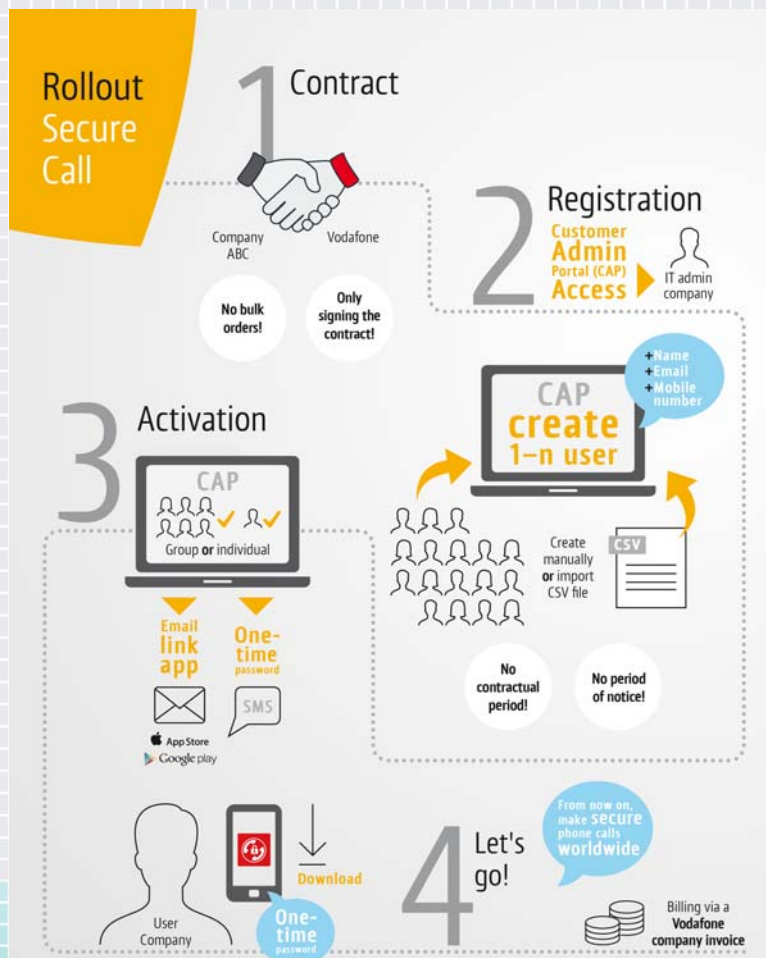 Rollout
Secure
Call
1
Contract
Company
ABC
Vodafone
No bulk
orders!
Only
signing the
contract!
2
Registration
Customer
Admin
Portal (CAP)
Access
IT admin
company
+Name
+Email
+Mobile
number
CAP
create
1–n user
Create
manually
or import
CSV file
CSV
No
contractual
period!
No period
of notice!
3
Activation
CAP
Group or individual
Email
link
app
One-
time
password
SMS
App Store
Google play
User
Company
Download
One-
time
password
4
Let's
go!
From now on,
make secure
phone calls
worldwide
Billing via a
Vodafone
company invoice